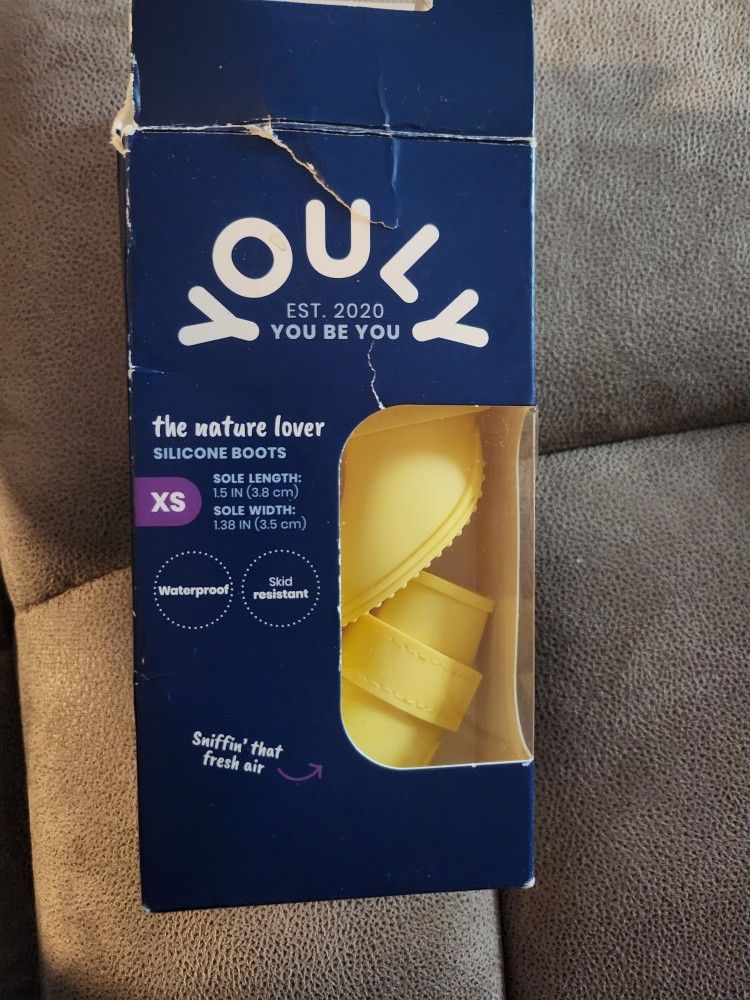 YOULY
EST. 2020
YOU BE YOU
the nature lover
SILICONE BOOTS
XS
SOLE LENGTH:
1.5 IN (3.8 cm)
SOLE WIDTH:
1.38 IN (3.5 cm)
Waterproof
Skid
resistant
Sniffin' that
fresh air